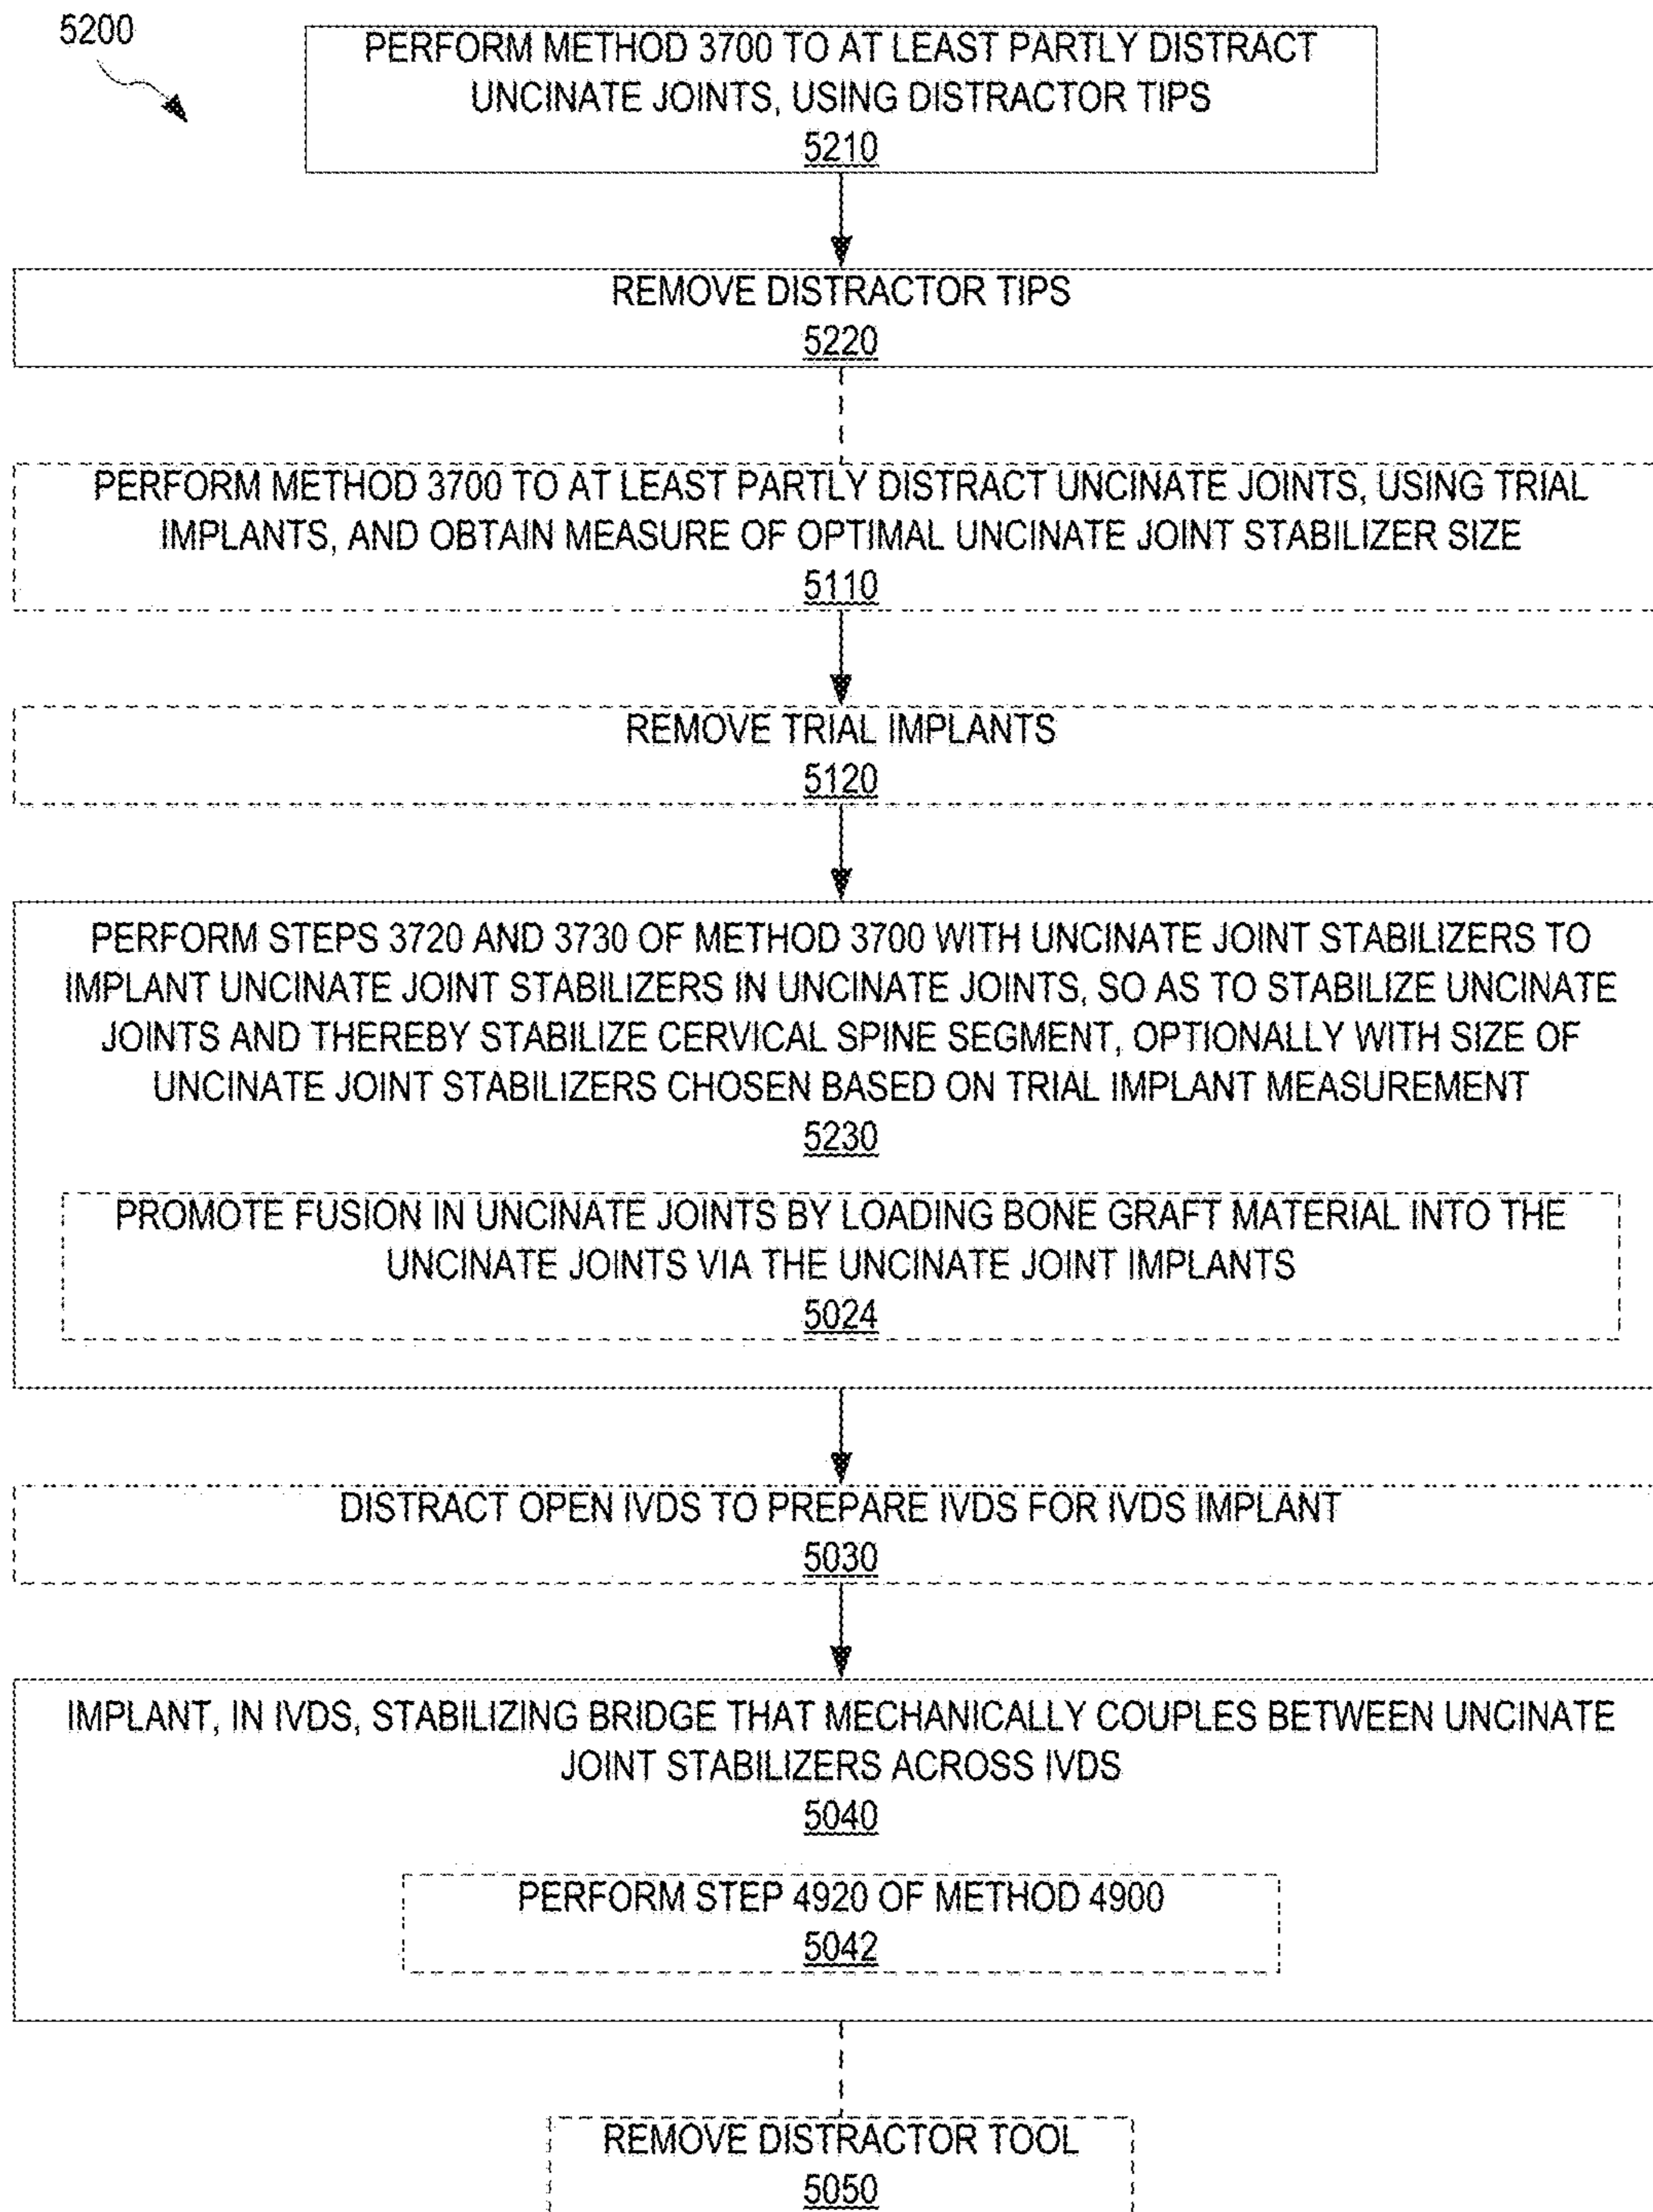 5200
PERFORM METHOD 3700 TO AT LEAST PARTLY DISTRACT
UNCINATE JOINTS, USING DISTRACTOR TIPS
5210
REMOVE DISTRACTOR TIPS
5220
PERFORM METHOD 3700 TO AT LEAST PARTLY DISTRACT UNCINATE JOINTS, USING TRIAL
IMPLANTS, AND OBTAIN MEASURE OF OPTIMAL UNCINATE JOINT STABILIZER SIZE
5110
REMOVE TRIAL IMPLANTS
5120
PERFORM STEPS 3720 AND 3730 OF METHOD 3700 WITH UNCINATE JOINT STABILIZERS TO
IMPLANT UNCINATE JOINT STABILIZERS IN UNCINATE JOINTS, SO AS TO STABILIZE UNCINATE
JOINTS AND THEREBY STABILIZE CERVICAL SPINE SEGMENT, OPTIONALLY WITH SIZE OF
UNCINATE JOINT STABILIZERS CHOSEN BASED ON TRIAL IMPLANT MEASUREMENT
5230
PROMOTE FUSION IN UNCINATE JOINTS BY LOADING BONE GRAFT MATERIAL INTO THE
UNCINATE JOINTS VIA THE UNCINATE JOINT IMPLANTS
5024
DISTRACT OPEN IVDS TO PREPARE IVDS FOR IVDS IMPLANT
5030
IMPLANT, IN IVDS, STABILIZING BRIDGE THAT MECHANICALLY COUPLES BETWEEN UNCINATE
JOINT STABILIZERS ACROSS IVDS
5040
PERFORM STEP 4920 OF METHOD 4900
5042
REMOVE DISTRACTOR TOOL
5050